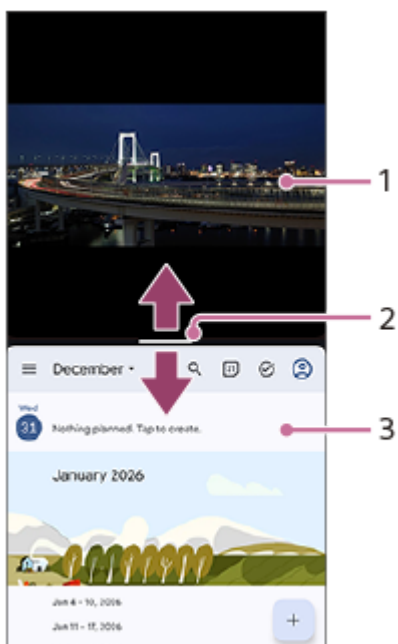 1
2
December
31
3
Wed
31
Nothing planned. Tap to create.
January 2026
Jan 4 – 10, 2026
Jan 11 – 17, 2026